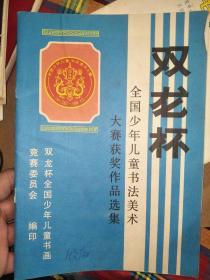 双龙杯
全国少年儿童书法美术
大赛获奖作品选集
双龙杯全国少年儿童书画
竞赛委员会 编印